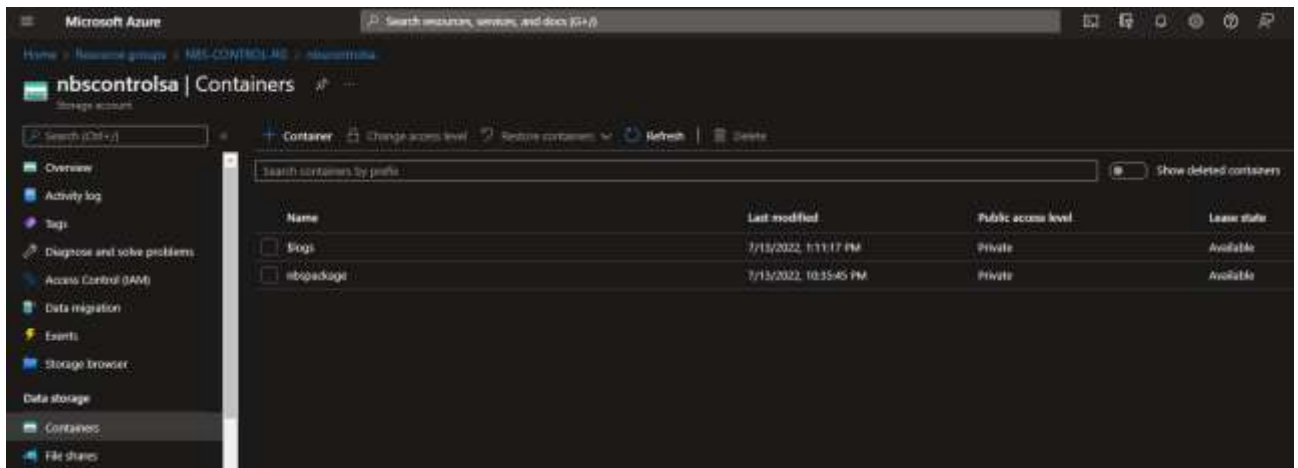 Microsoft Azure
Search resources, services, and docs (G+/)
Home > Resource groups > NBS-CONTROL-RG > nbscontrolsa
nbscontrolsa | Containers
Storage account
Search (Ctrl+/)
Container Change access level Restore containers Refresh Delete
Search containers by prefix
Show deleted containers
Overview
Activity log
Tags
Diagnose and solve problems
Access Control (IAM)
Data migration
Events
Storage browser
Data storage
Containers
File shares
Name Last modified Public access level Lease state
$logs 7/13/2022, 1:11:17 PM Private Available
nbspackage 7/13/2022, 10:35:45 PM Private Available